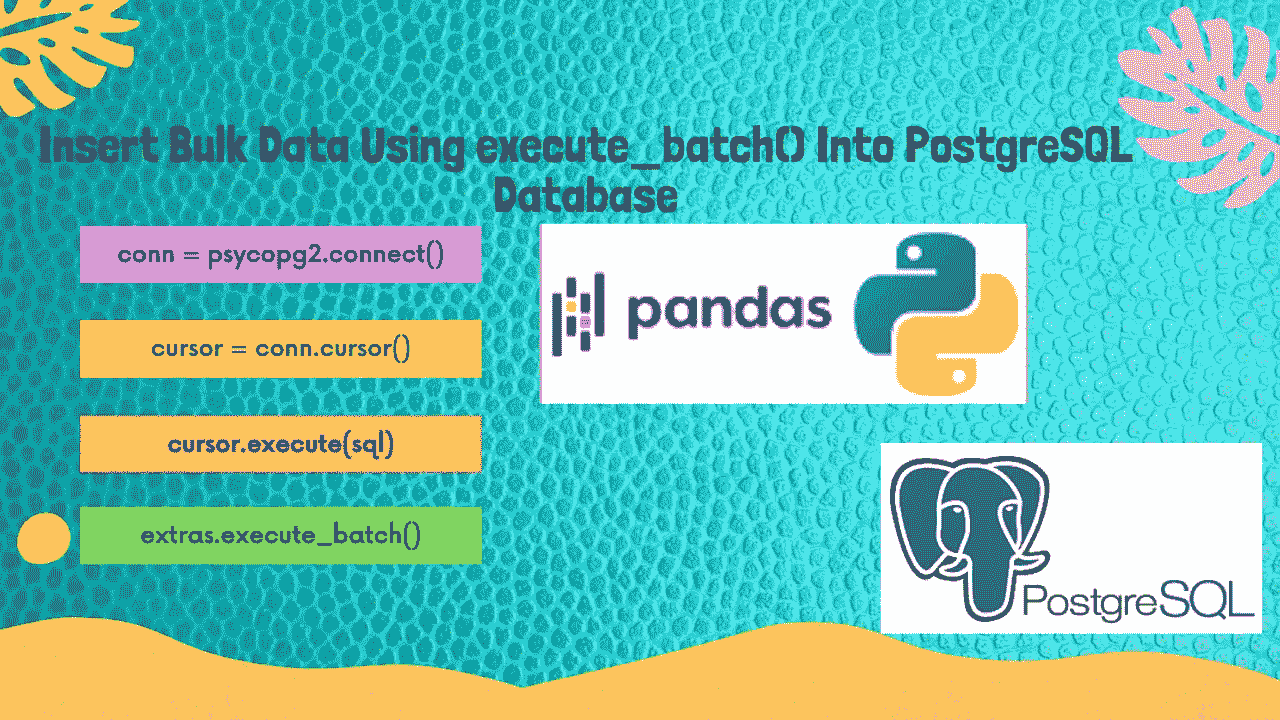 Insert Bulk Data Using execute_batch() Into PostgreSQL
Database
conn = psycopg2.connect()
cursor = conn.cursor()
cursor.execute(sql)
extras.execute_batch()
pandas
PostgreSQL